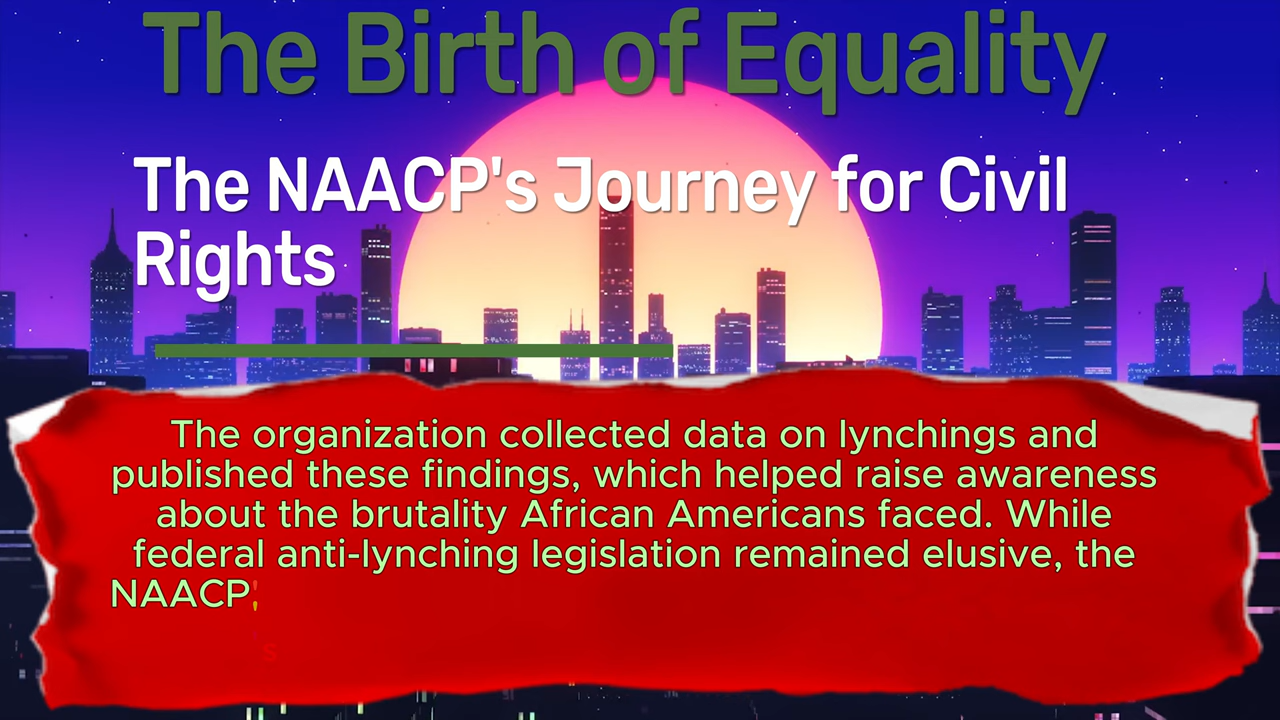 The Birth of Equality
The NAACP's Journey for Civil
Rights
The organization collected data on lynchings and
published these findings, which helped raise awareness
about the brutality African Americans faced. While
federal anti-lynching legislation remained elusive, the
NAACP's